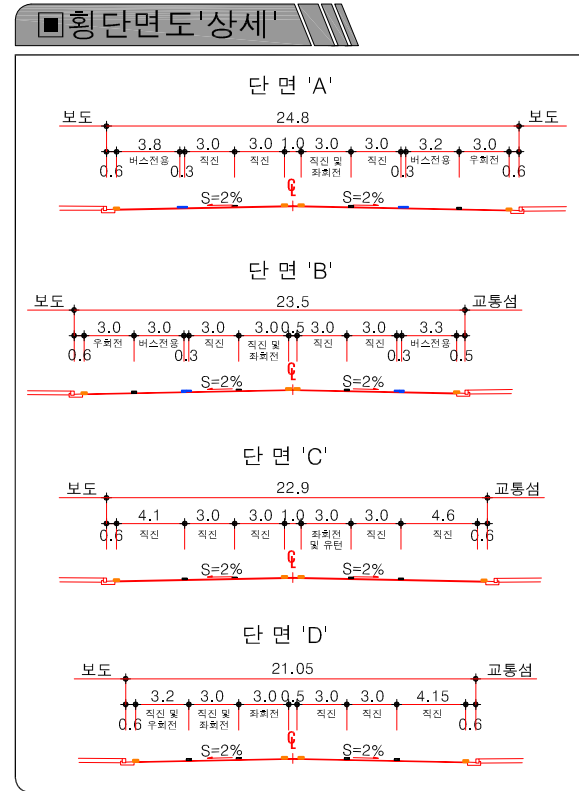 ■횡단면도'상세'
단 면 'A'
보도 24.8 보도
0.6 3.8 0.3 3.0 3.0 1.0 3.0 3.0 0.3 3.2 3.0 0.6
버스전용 직진 직진 직진 및 좌회전 직진 버스전용 우회전
S=2% ℄ S=2%
단 면 'B'
보도 23.5 교통섬
0.6 3.0 3.0 0.3 3.0 3.0 0.5 3.0 3.0 0.3 3.3 0.5
우회전 버스전용 직진 직진 및 좌회전 직진 직진 버스전용
S=2% ℄ S=2%
단 면 'C'
보도 22.9 교통섬
0.6 4.1 3.0 3.0 1.0 3.0 3.0 4.6 0.6
직진 직진 직진 좌회전 및 유턴 직진 직진
S=2% ℄ S=2%
단 면 'D'
보도 21.05 교통섬
0.6 3.2 3.0 3.0 0.5 3.0 3.0 4.15 0.6
직진 및 우회전 직진 및 좌회전 좌회전 직진 직진 직진
S=2% ℄ S=2%